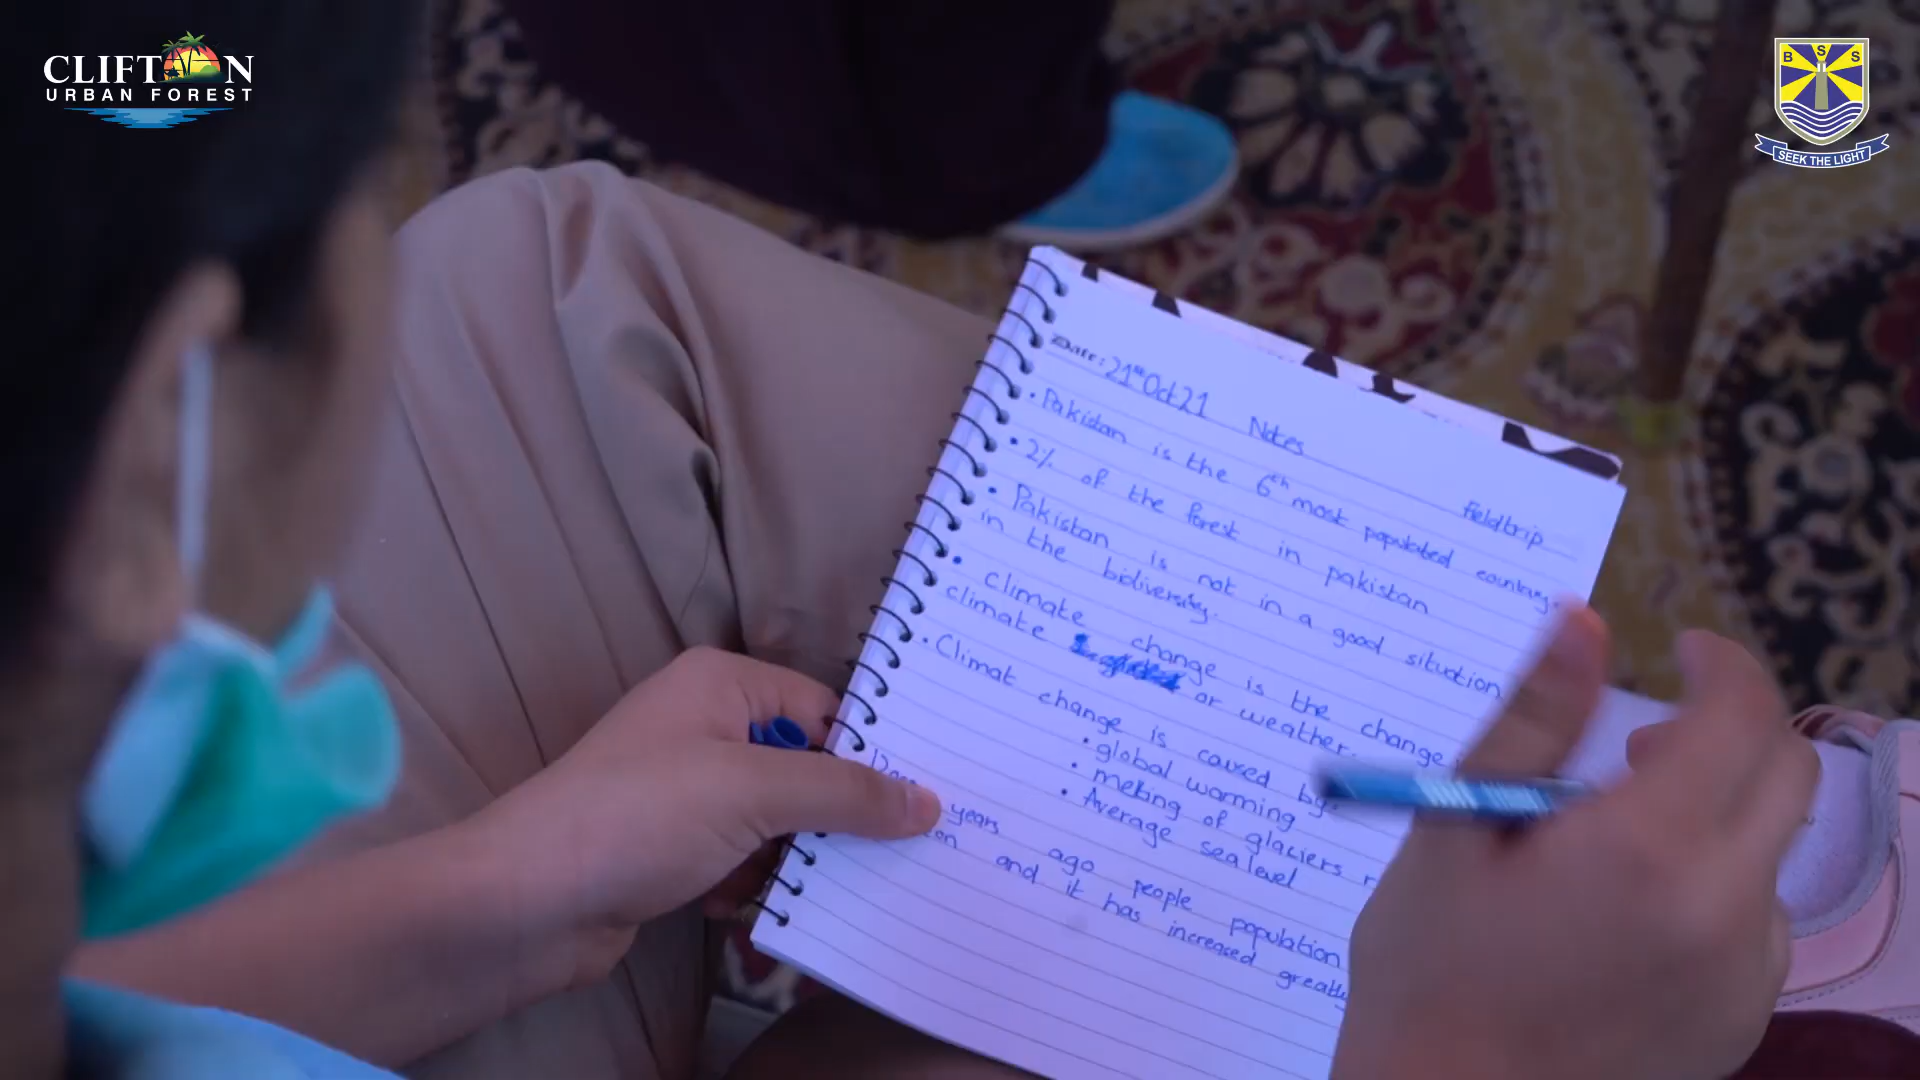 CLIFTON
URBAN FOREST
B S S
SEEK THE LIGHT
Date: 21st Oct 21 Notes Fieldtrip
• Pakistan is the 6th most populated country.
• 2% of the forest in pakistan
• Pakistan is not in a good situation
in the bidiversity.
• climate change is the change
climate or weather.
• Climat change is caused by:
• global warming
• melting of glaciers
• Average sea level
years ago people population
and it has increased greatly